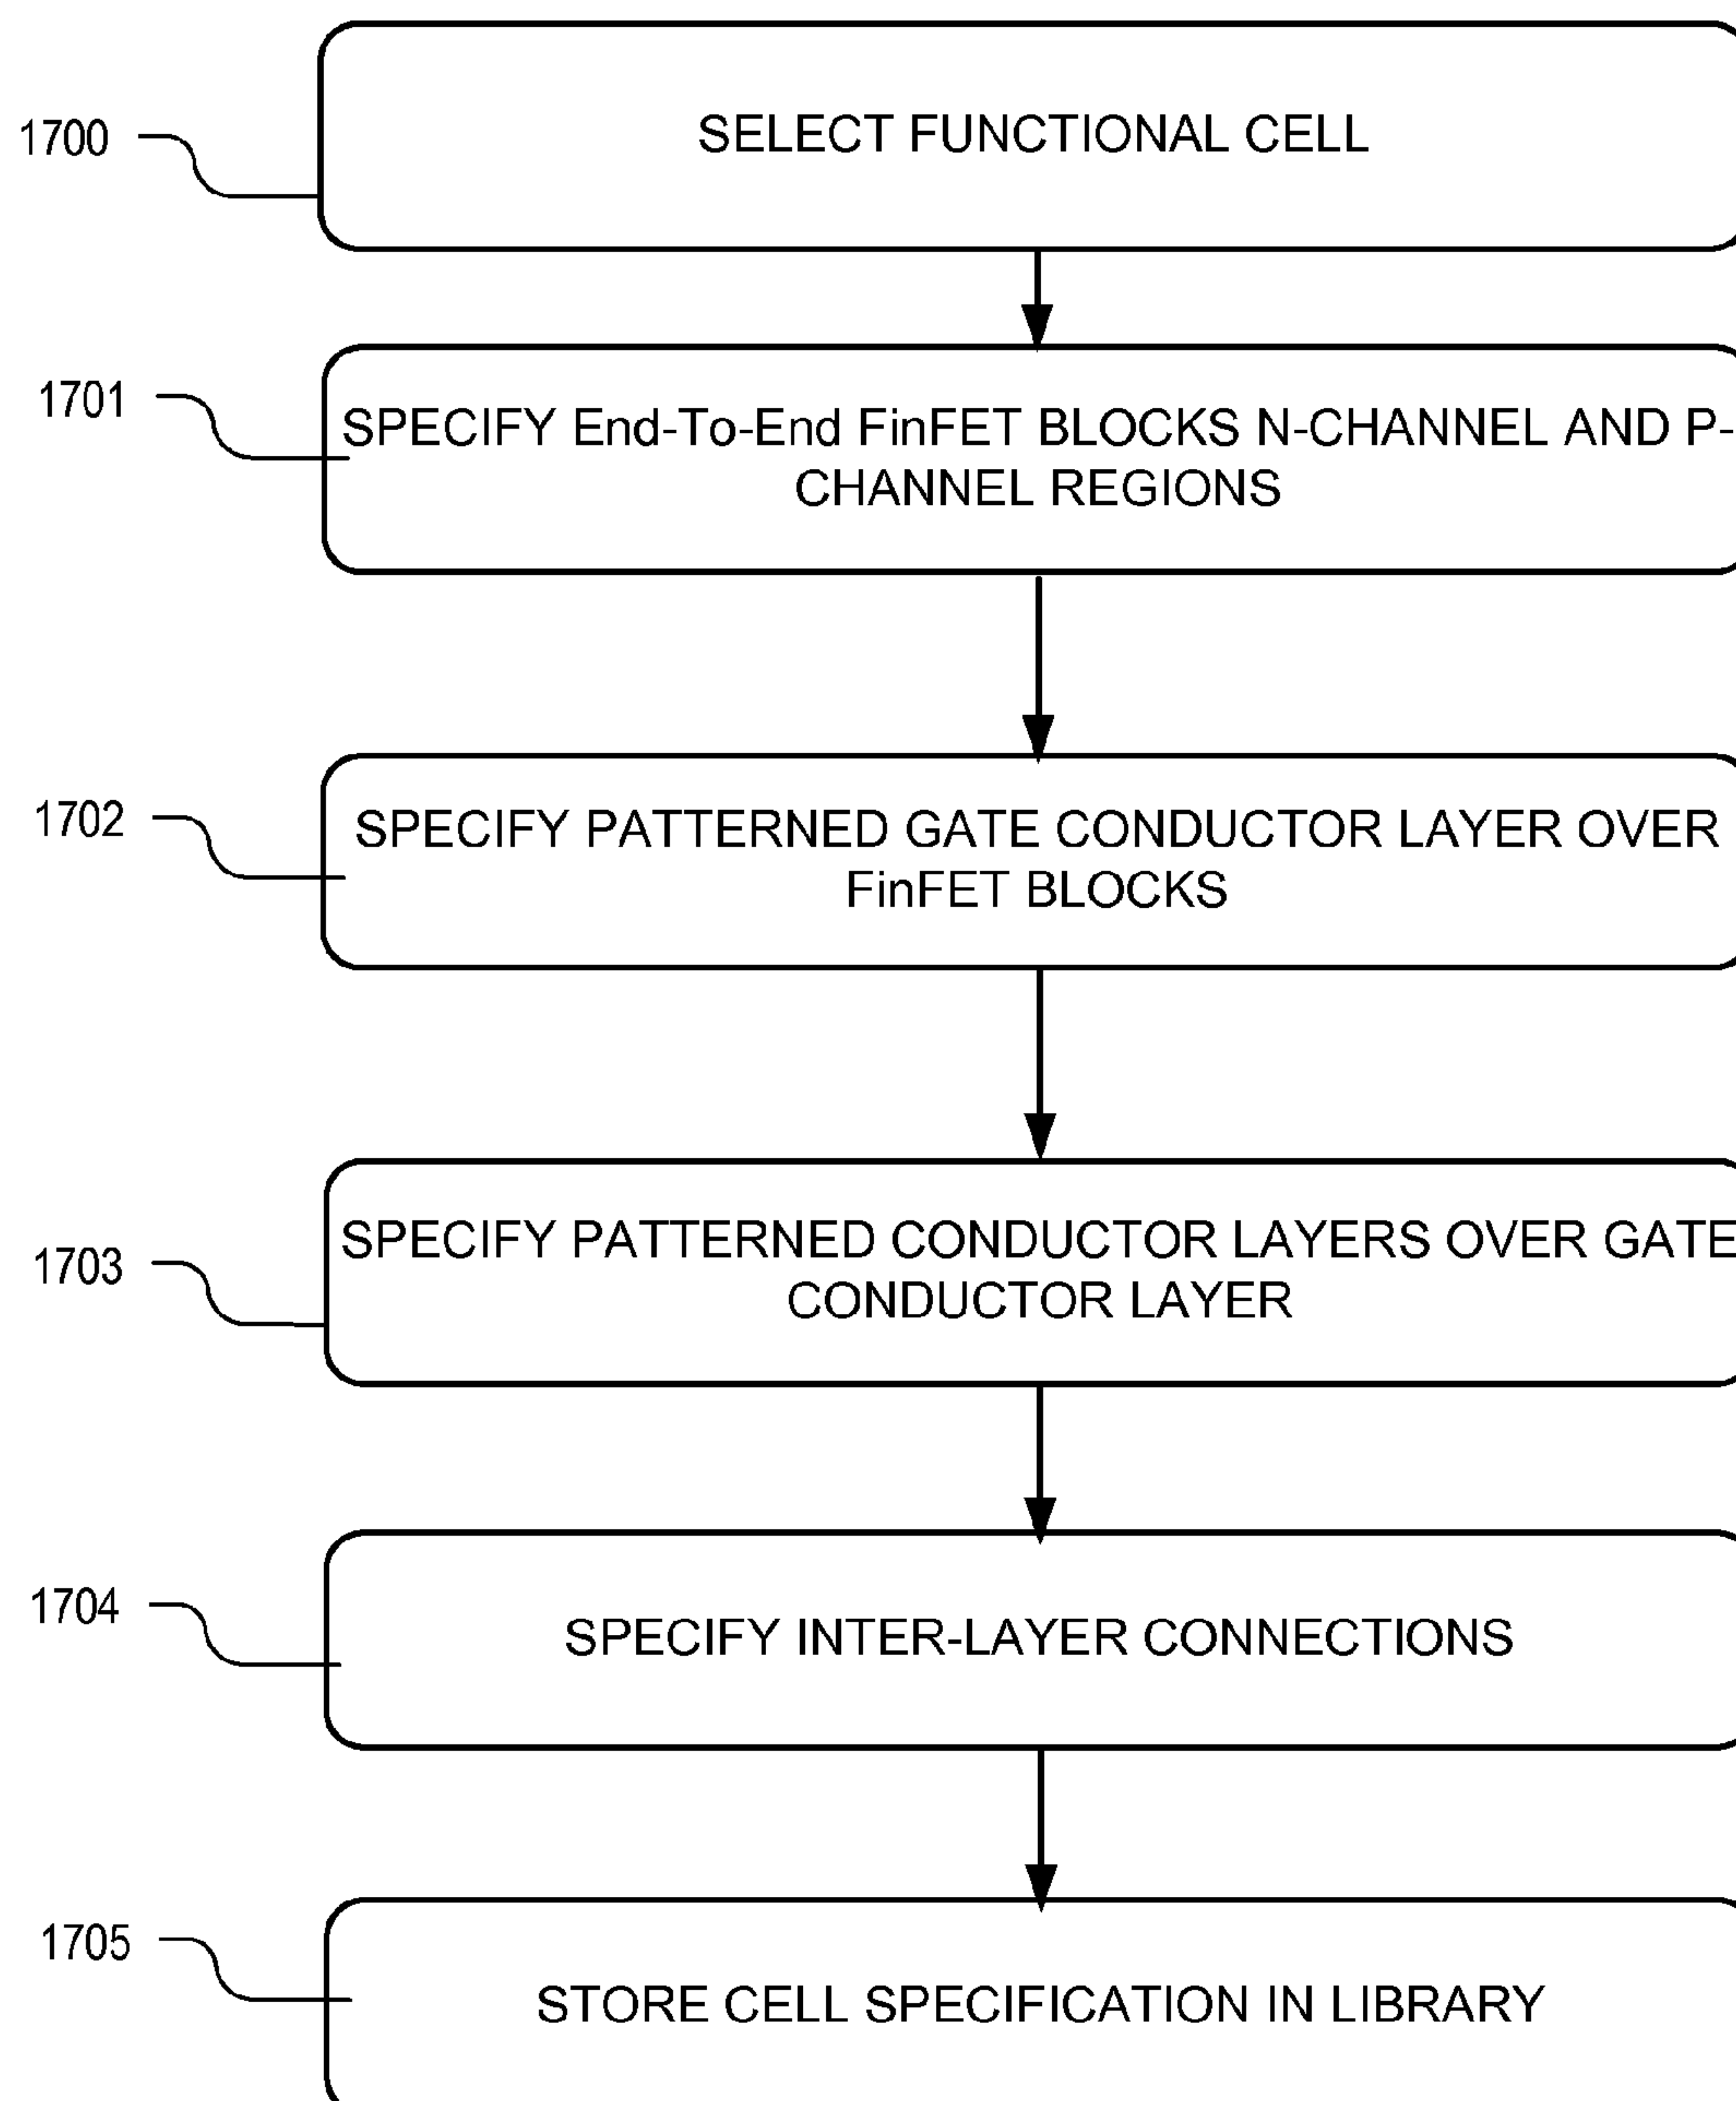 1700
SELECT FUNCTIONAL CELL
1701
SPECIFY End-To-End FinFET BLOCKS N-CHANNEL AND P-
CHANNEL REGIONS
1702
SPECIFY PATTERNED GATE CONDUCTOR LAYER OVER
FinFET BLOCKS
1703
SPECIFY PATTERNED CONDUCTOR LAYERS OVER GATE
CONDUCTOR LAYER
1704
SPECIFY INTER-LAYER CONNECTIONS
1705
STORE CELL SPECIFICATION IN LIBRARY